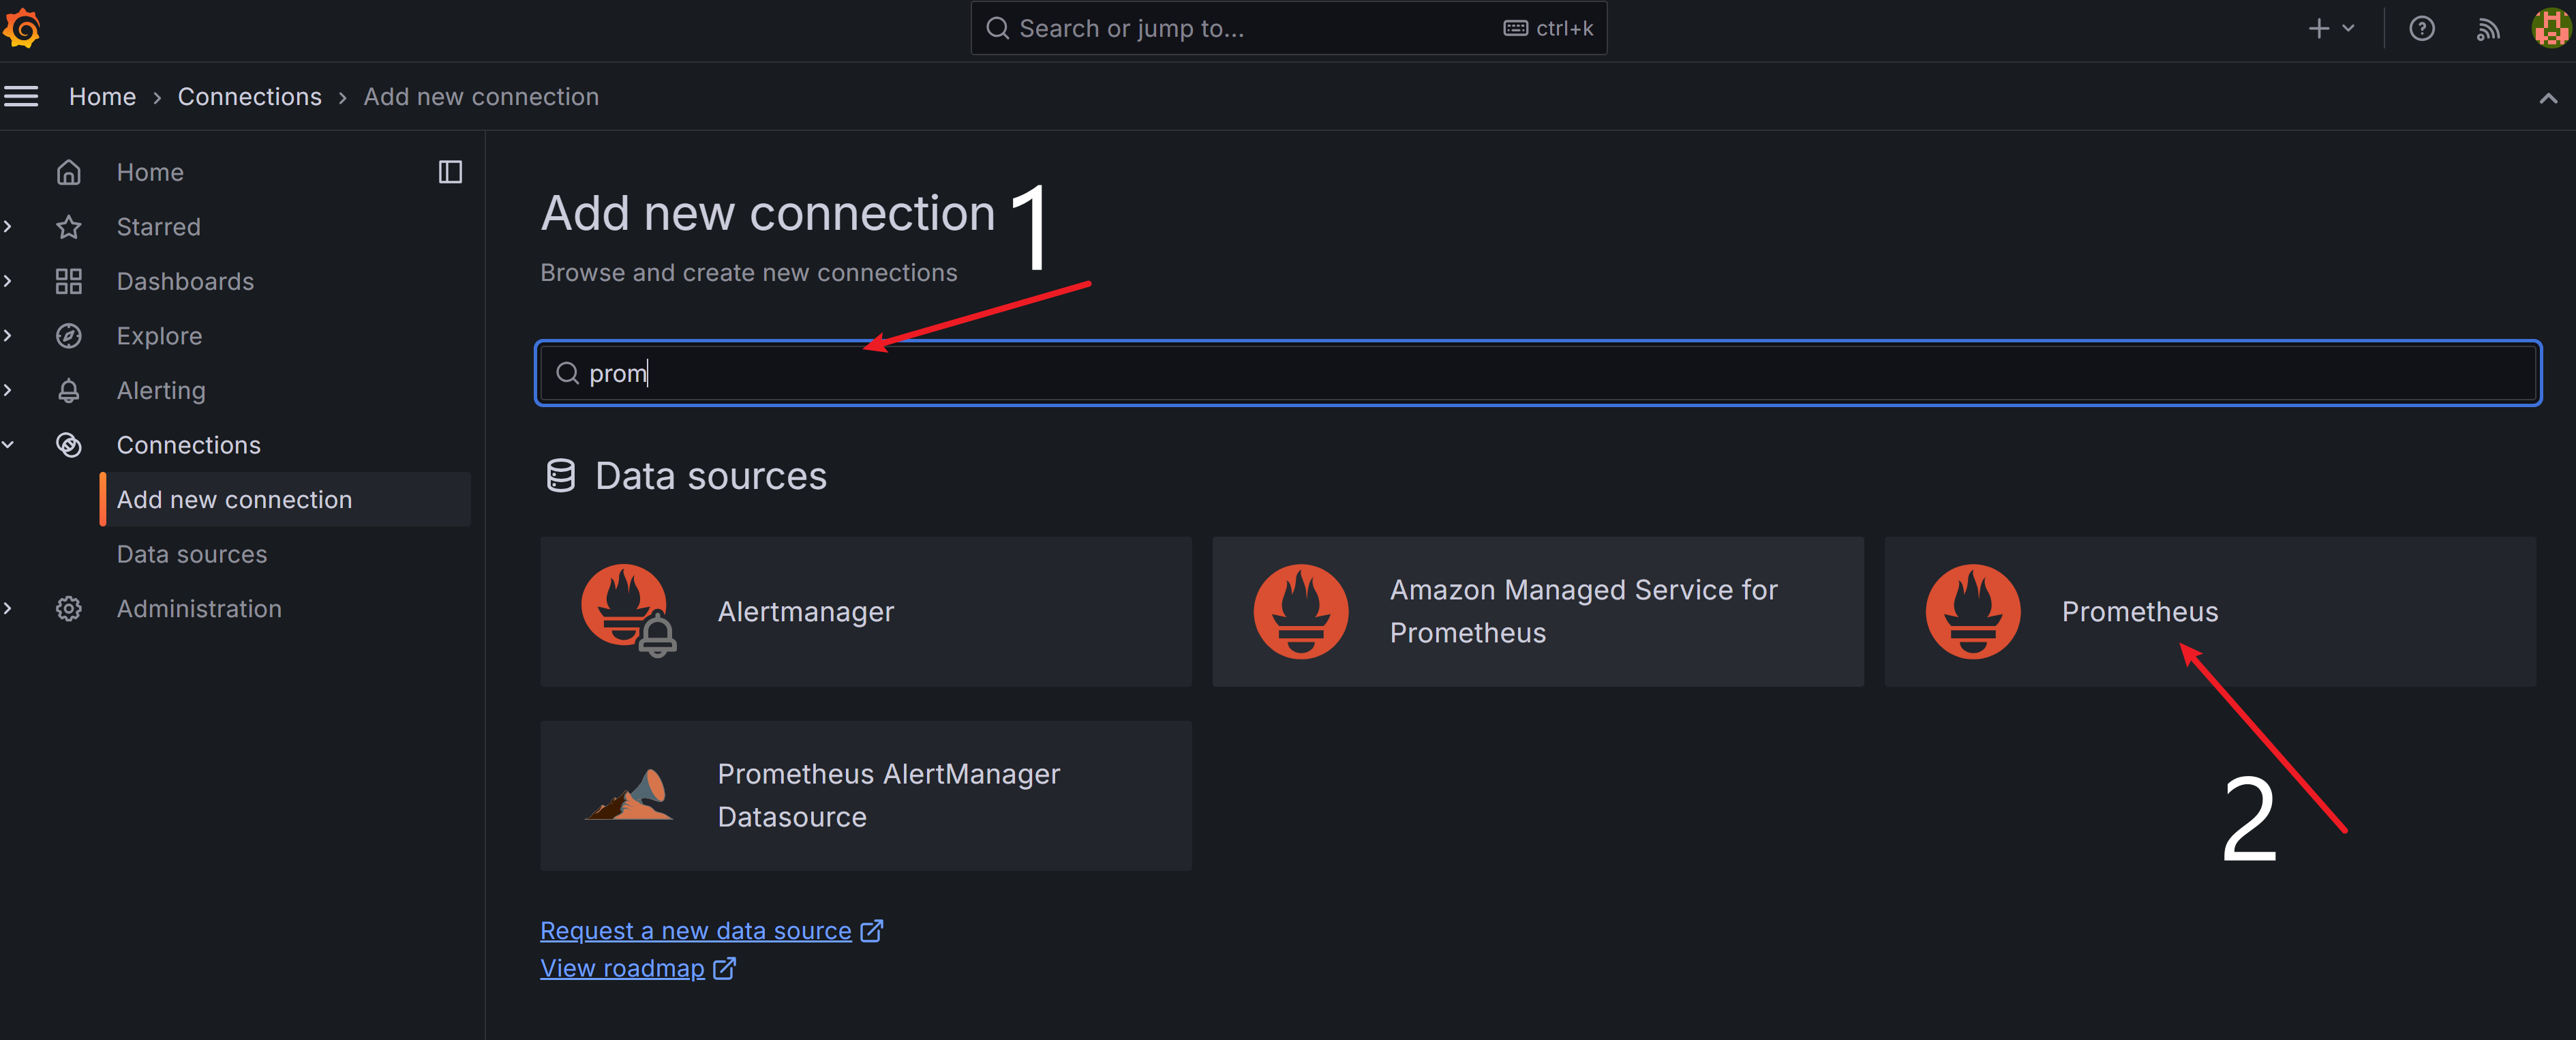 Search or jump to...
ctrl+k
Home › Connections › Add new connection
Home
Starred
Dashboards
Explore
Alerting
Connections
Add new connection
Data sources
Administration
Add new connection
1
Browse and create new connections
prom
Data sources
Alertmanager
Amazon Managed Service for
Prometheus
Prometheus
Prometheus AlertManager
Datasource
2
Request a new data source
View roadmap